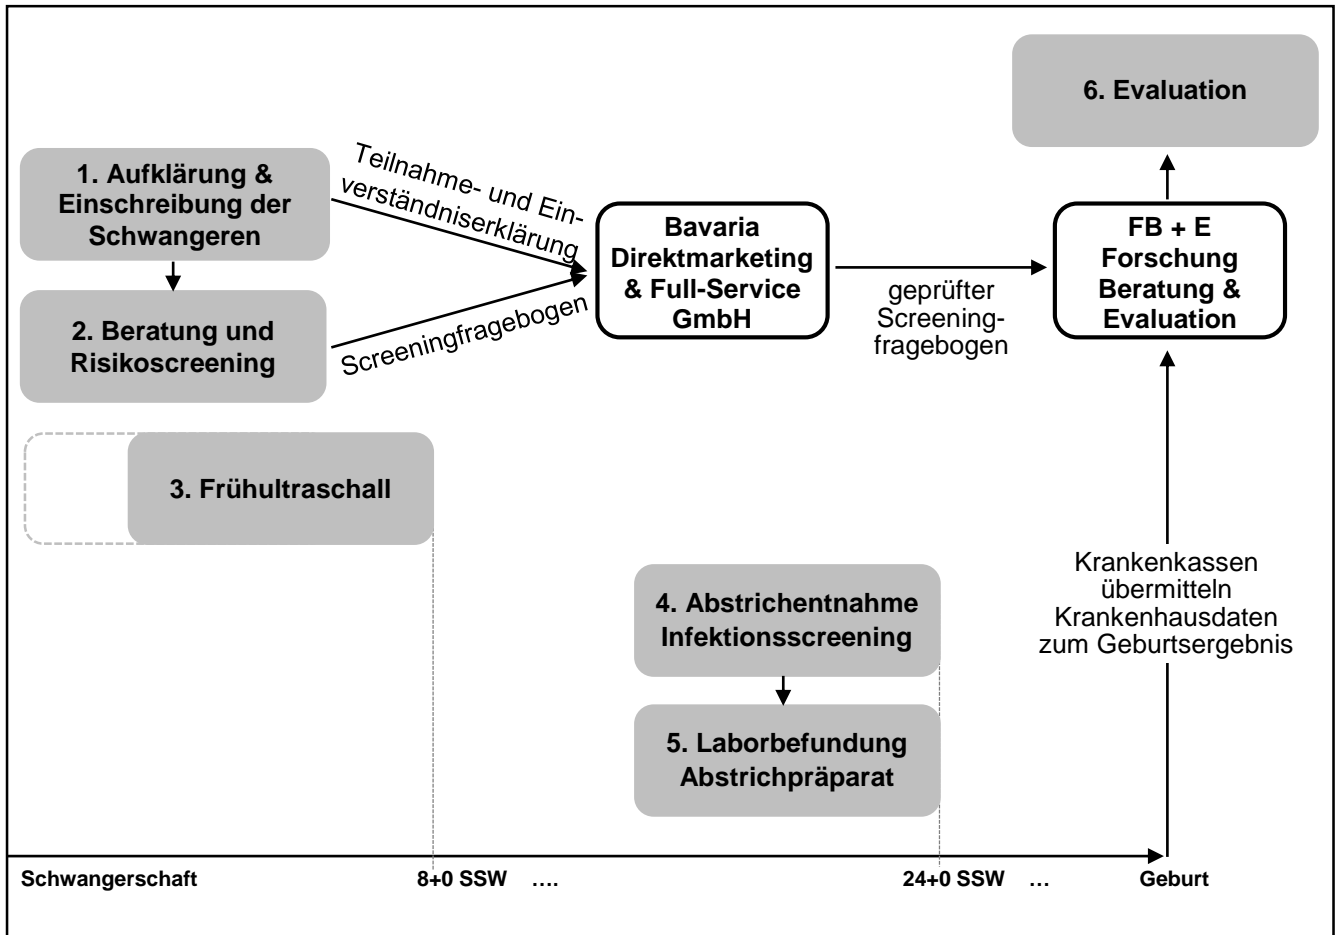 6. Evaluation
1. Aufklärung &
Einschreibung der
Schwangeren
Teilnahme- und Ein-
verständniserklärung
Bavaria
Direktmarketing
& Full-Service
GmbH
FB + E
Forschung
Beratung &
Evaluation
geprüfter
Screening-
fragebogen
2. Beratung und
Risikoscreening
Screeningfragebogen
3. Frühultraschall
4. Abstrichentnahme
Infektionsscreening
Krankenkassen
übermitteln
Krankenhausdaten
zum Geburtsergebnis
5. Laborbefundung
Abstrichpräparat
Schwangerschaft 8+0 SSW …. 24+0 SSW … Geburt